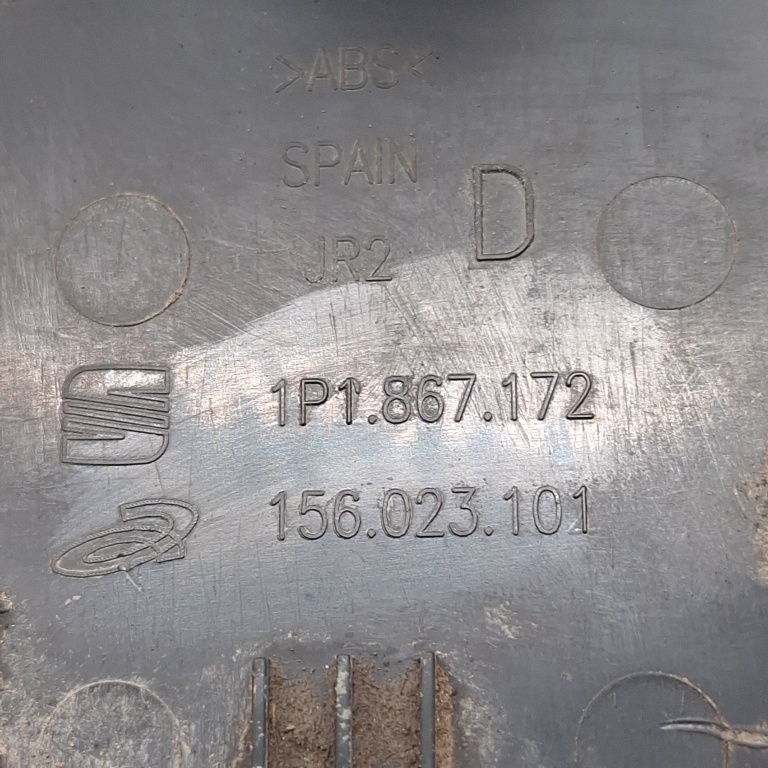 >ABS<
SPAIN
D
JR2
1P1.867.172
156.023.101